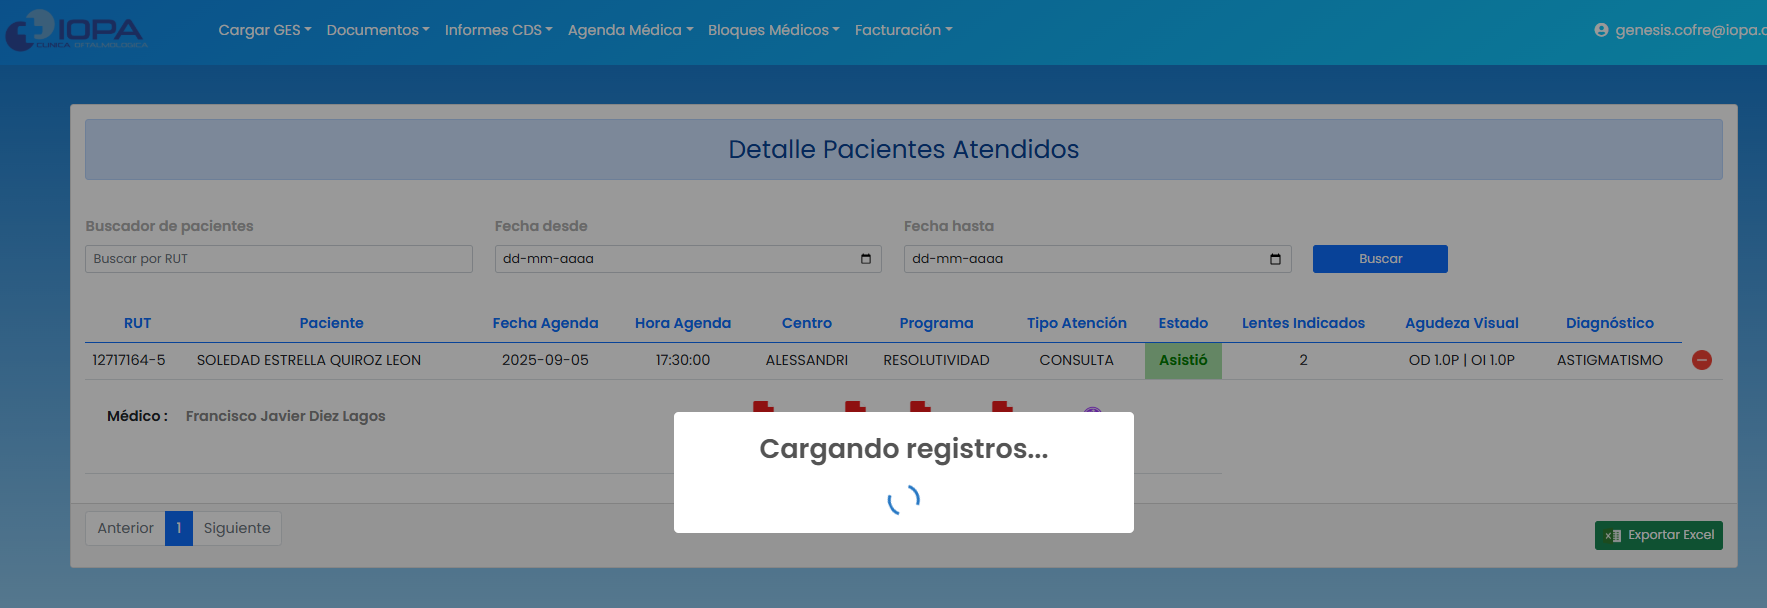 IOPA
CLINICA OFTALMOLOGICA
Cargar GES Documentos Informes CDS Agenda Médica Bloques Médicos Facturación
genesis.cofre@iopa.c
Detalle Pacientes Atendidos
Buscador de pacientes Fecha desde Fecha hasta
Buscar por RUT dd-mm-aaaa dd-mm-aaaa Buscar
RUT Paciente Fecha Agenda Hora Agenda Centro Programa Tipo Atención Estado Lentes Indicados Agudeza Visual Diagnóstico
12717164-5 SOLEDAD ESTRELLA QUIROZ LEON 2025-09-05 17:30:00 ALESSANDRI RESOLUTIVIDAD CONSULTA Asistió 2 OD 1.0P | OI 1.0P ASTIGMATISMO
Médico : Francisco Javier Diez Lagos
Cargando registros...
Anterior 1 Siguiente
Exportar Excel